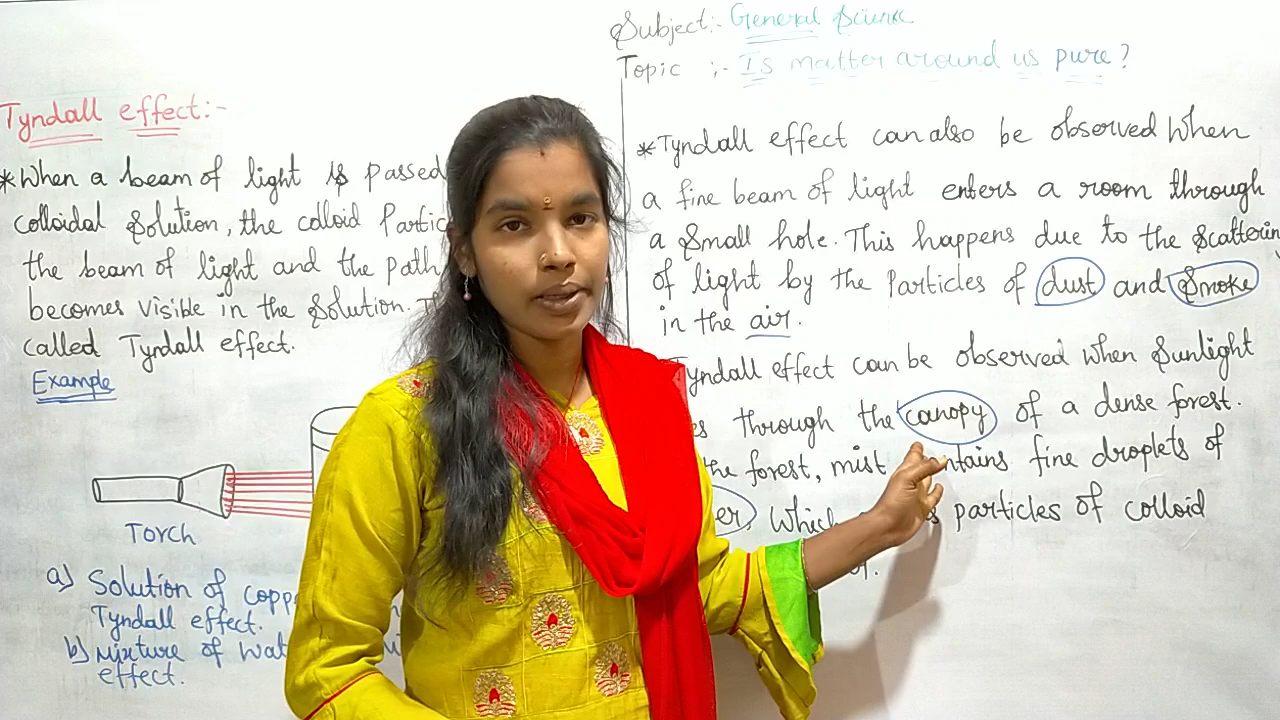 Subject:- General Science
Topic :- Is matter around us pure?
Tyndall effect:-
*When a beam of light is passed
colloidal Solution, the colloid Partic
the beam of light and the path
becomes visible in the Solution. T
called Tyndall effect.
Example
Torch
a) Solution of copp
Tyndall effect.
b) Mixture of wat
effect.
*Tyndall effect can also be observed when
a fine beam of light enters a room through
a Small hole. This happens due to the Scattering
of light by the Particles of dust and Smoke
in the air.
Tyndall effect can be observed when Sunlight
es through the canopy of a dense forest.
the forest, mist ntains fine droplets of
er, which s particles of colloid